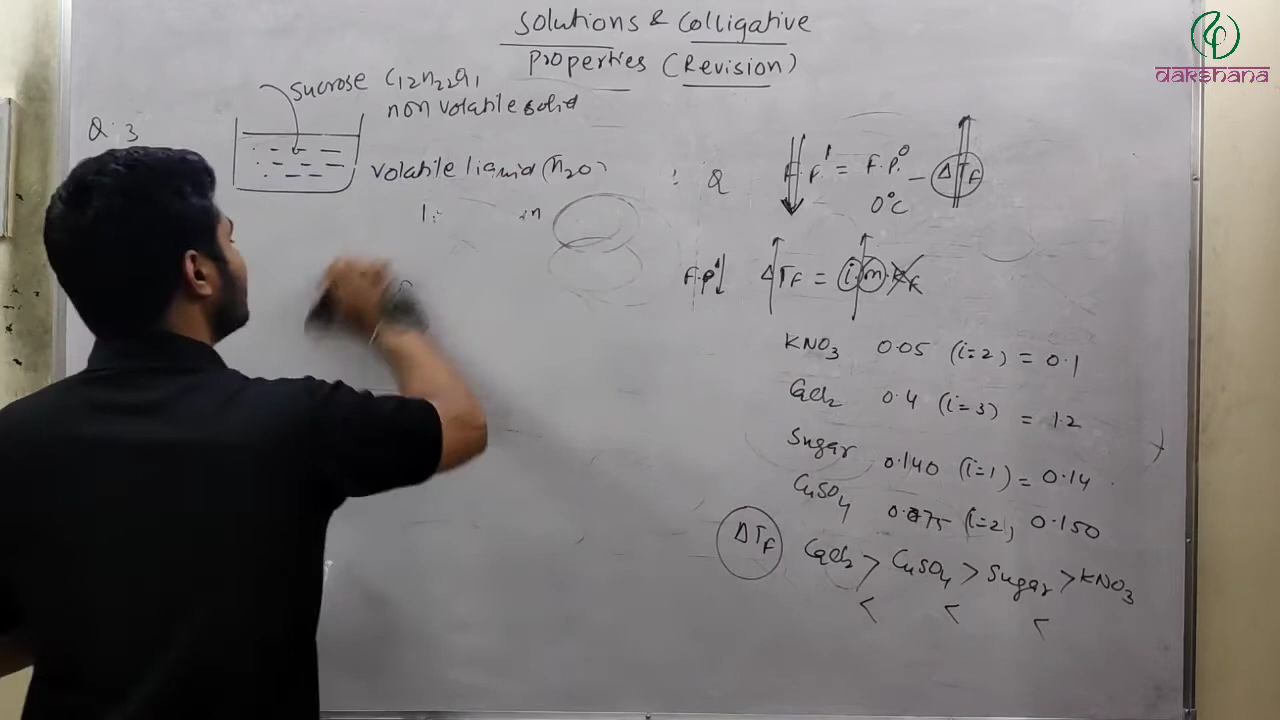 Solutions & Colligative
Properties (Revision)
dakshana
Sucrose C12H22O11
non volatile solid
Q. 3
volatile liquid (H2O)
: Q
F.P.' = F.P.° - ΔTF
0°C
F.P' ↓ ΔTF = i m KF
KNO3 0.05 (i=2) = 0.1
CaCl2 0.4 (i=3) = 1.2
Sugar 0.140 (i=1) = 0.14
CuSO4 0.075 (i=2) 0.150
ΔTF CaCl2 > CuSO4 > Sugar > KNO3
< < <